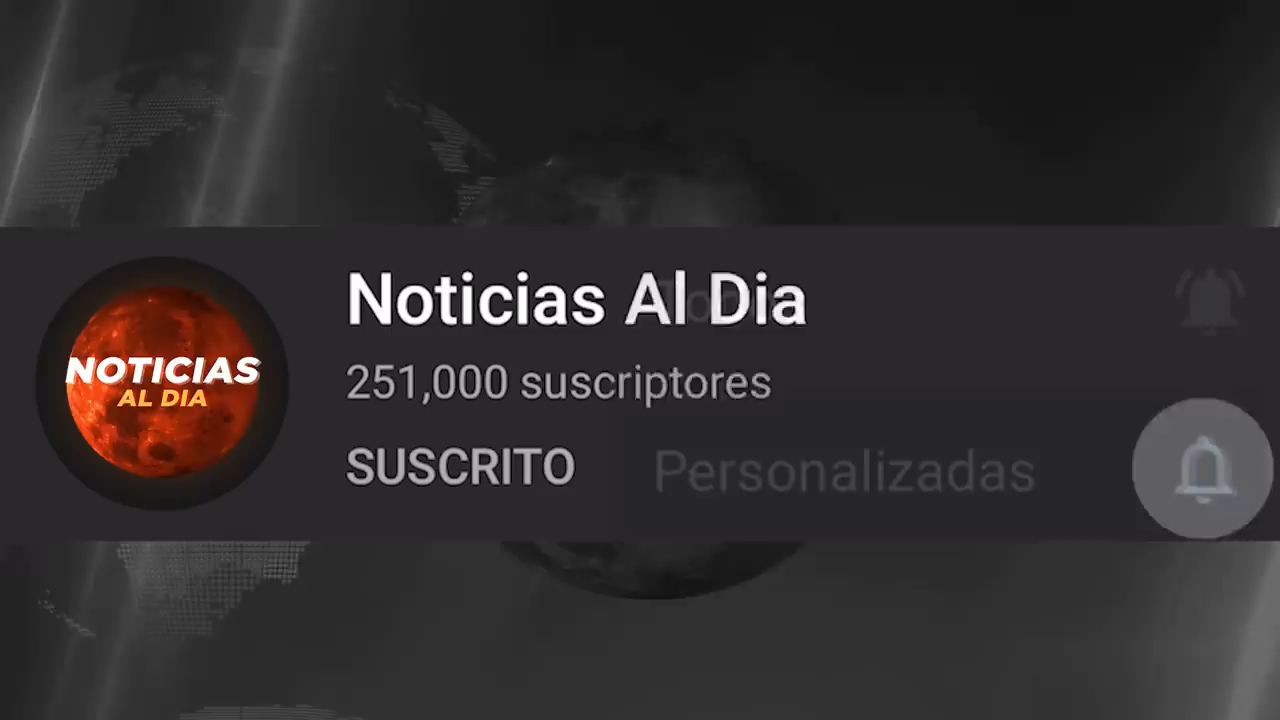 NOTICIAS
AL DIA
Noticias Al Dia
251,000 suscriptores
SUSCRITO
Personalizadas